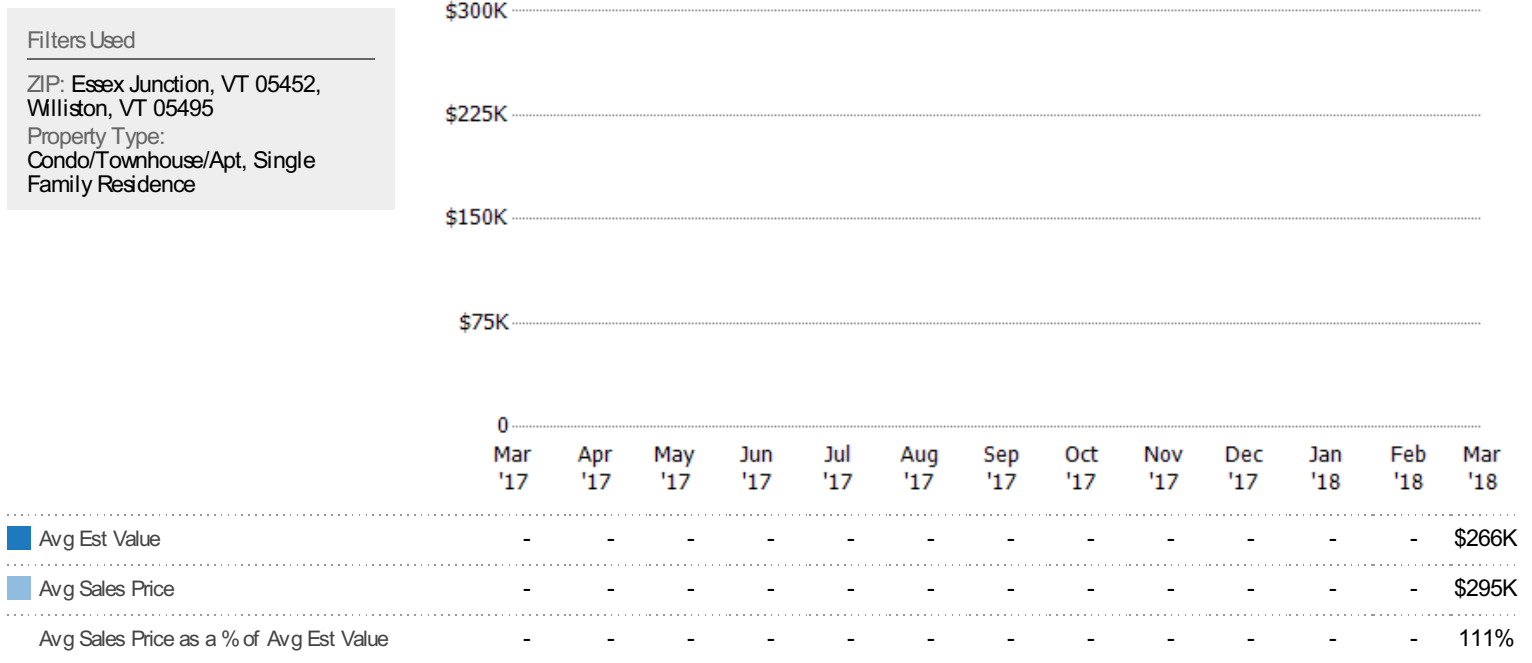 Filters Used
ZIP: Essex Junction, VT 05452,
Williston, VT 05495
Property Type:
Condo/Townhouse/Apt, Single
Family Residence
$300K
$225K
$150K
$75K
0
Mar Apr May Jun Jul Aug Sep Oct Nov Dec Jan Feb Mar
'17 '17 '17 '17 '17 '17 '17 '17 '17 '17 '18 '18 '18
Avg Est Value - - - - - - - - - - - - $266K
Avg Sales Price - - - - - - - - - - - - $295K
Avg Sales Price as a % of Avg Est Value - - - - - - - - - - - - 111%